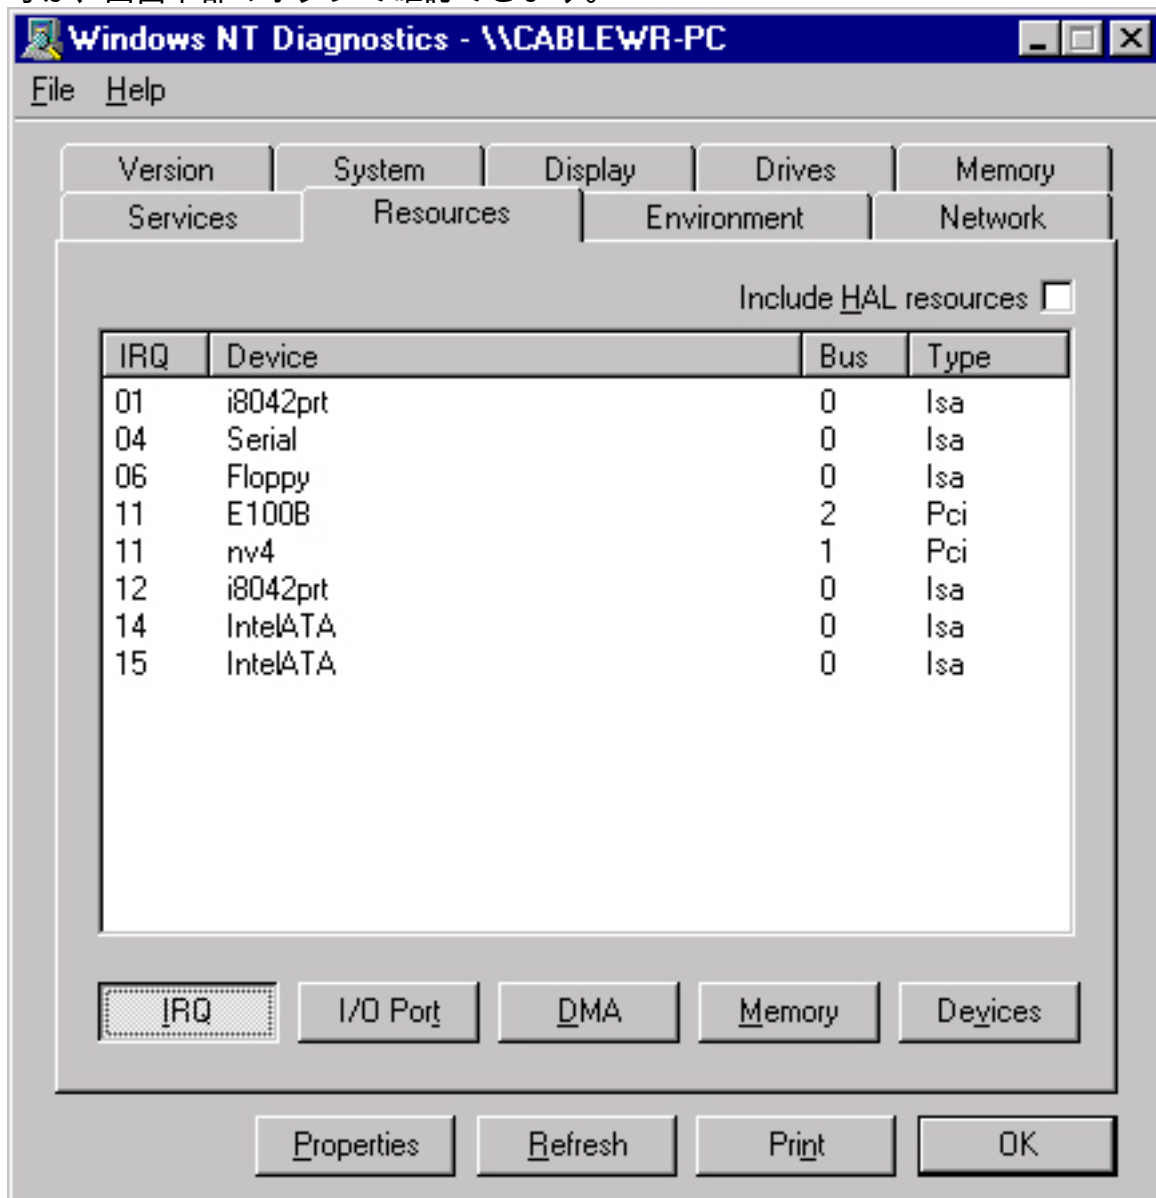 Windows NT Diagnostics - \\CABLEWR-PC
File Help
Version System Display Drives Memory
Services Resources Environment Network
Include HAL resources
IRQ Device Bus Type
01 i8042prt 0 Isa
04 Serial 0 Isa
06 Floppy 0 Isa
11 E100B 2 Pci
11 nv4 1 Pci
12 i8042prt 0 Isa
14 IntelATA 0 Isa
15 IntelATA 0 Isa
IRQ I/O Port DMA Memory Devices
Properties Refresh Print OK